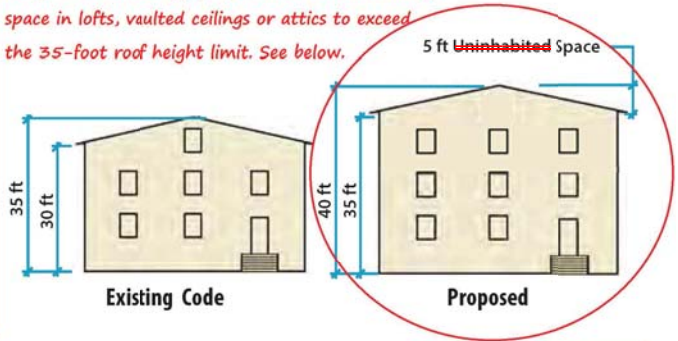 space in lofts, vaulted ceilings or attics to exceed
the 35-foot roof height limit. See below.
5 ft Uninhabited Space
35 ft
30 ft
40 ft
35 ft
Existing Code
Proposed